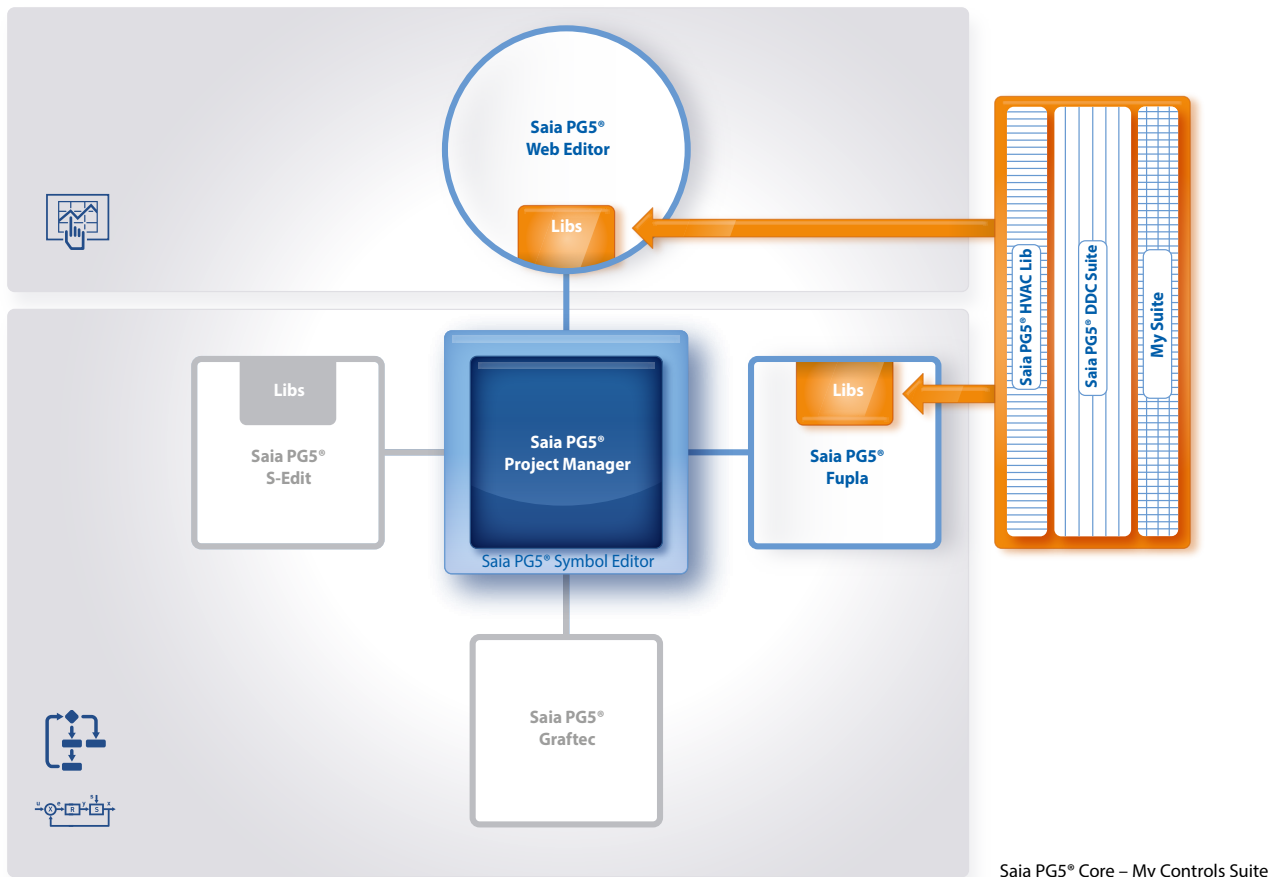 Saia PG5®
Web Editor
Libs
Saia PG5® HVAC Lib
Saia PG5® DDC Suite
My Suite
Libs
Saia PG5®
S-Edit
Saia PG5®
Project Manager
Saia PG5® Symbol Editor
Libs
Saia PG5®
Fupla
Saia PG5®
Graftec
u e R y s S x
X
Saia PG5® Core – My Controls Suite